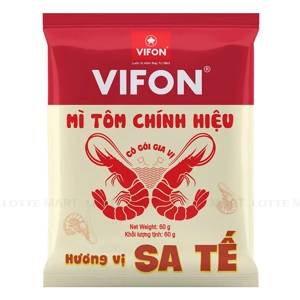 VIFON
VIFON®
MÌ TÔM CHÍNH HIỆU
CÓ GÓI GIA VỊ
Net Weight: 60 g
Khối lượng tịnh: 60 g
Hương vị SA TẾ
LOTTE MART